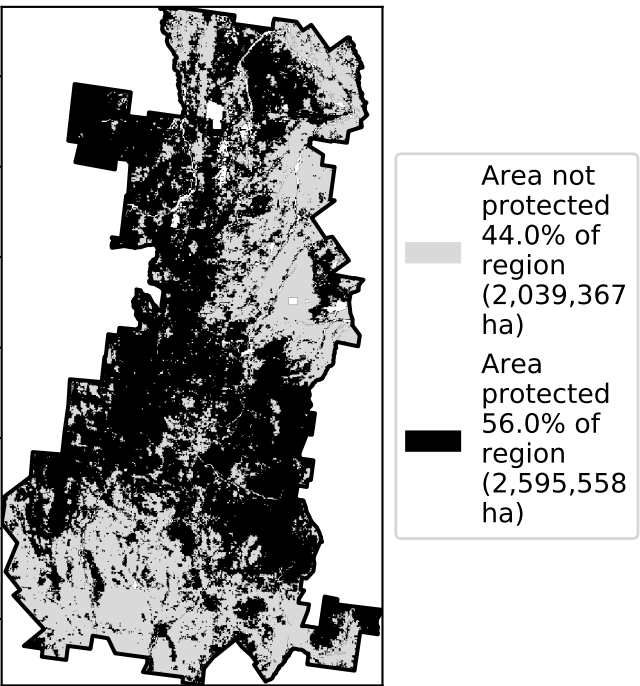 Area not
protected
44.0% of
region
(2,039,367
ha)
Area
protected
56.0% of
region
(2,595,558
ha)